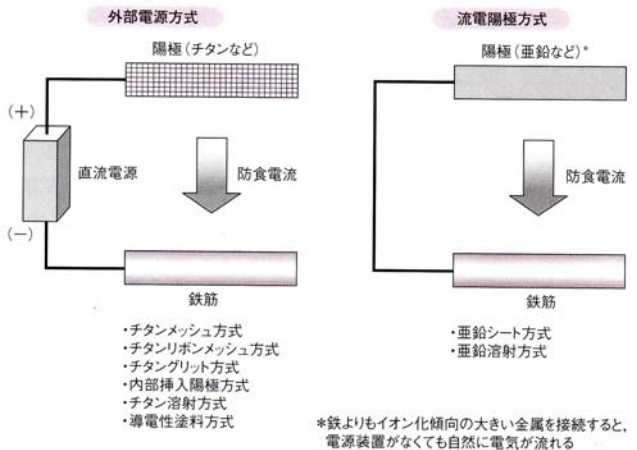 外部電源方式
陽極(チタンなど)
(+)
直流電源
防食電流
(−)
鉄筋
・チタンメッシュ方式
・チタンリボンメッシュ方式
・チタングリット方式
・内部挿入陽極方式
・チタン溶射方式
・導電性塗料方式
流電陽極方式
陽極(亜鉛など)*
防食電流
鉄筋
・亜鉛シート方式
・亜鉛溶射方式
*鉄よりもイオン化傾向の大きい金属を接続すると、
電源装置がなくても自然に電気が流れる